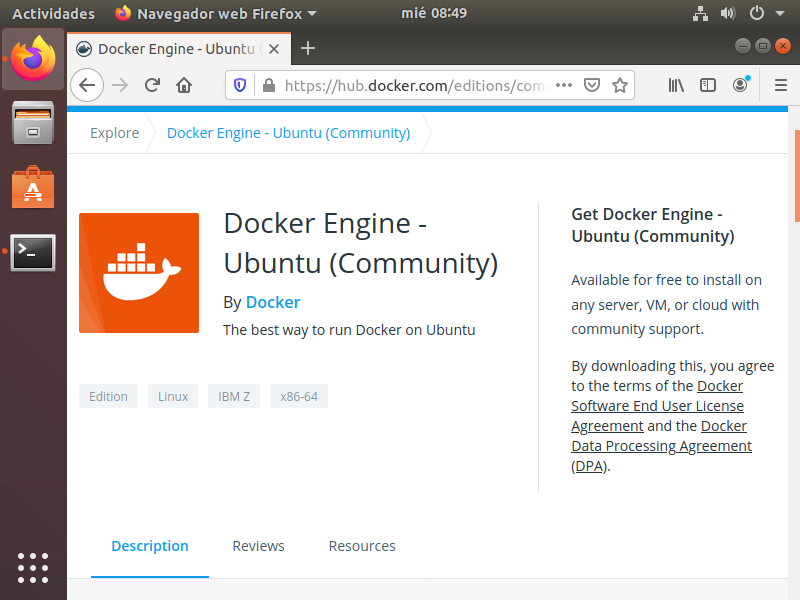 Actividades
Navegador web Firefox
mié 08:49
Docker Engine - Ubuntu (
https://hub.docker.com/editions/com
Explore
Docker Engine - Ubuntu (Community)
Docker Engine -
Ubuntu (Community)
By Docker
The best way to run Docker on Ubuntu
Edition
Linux
IBM Z
x86-64
Get Docker Engine -
Ubuntu (Community)
Available for free to install on
any server, VM, or cloud with
community support.
By downloading this, you agree
to the terms of the Docker
Software End User License
Agreement and the Docker
Data Processing Agreement
(DPA).
Description
Reviews
Resources